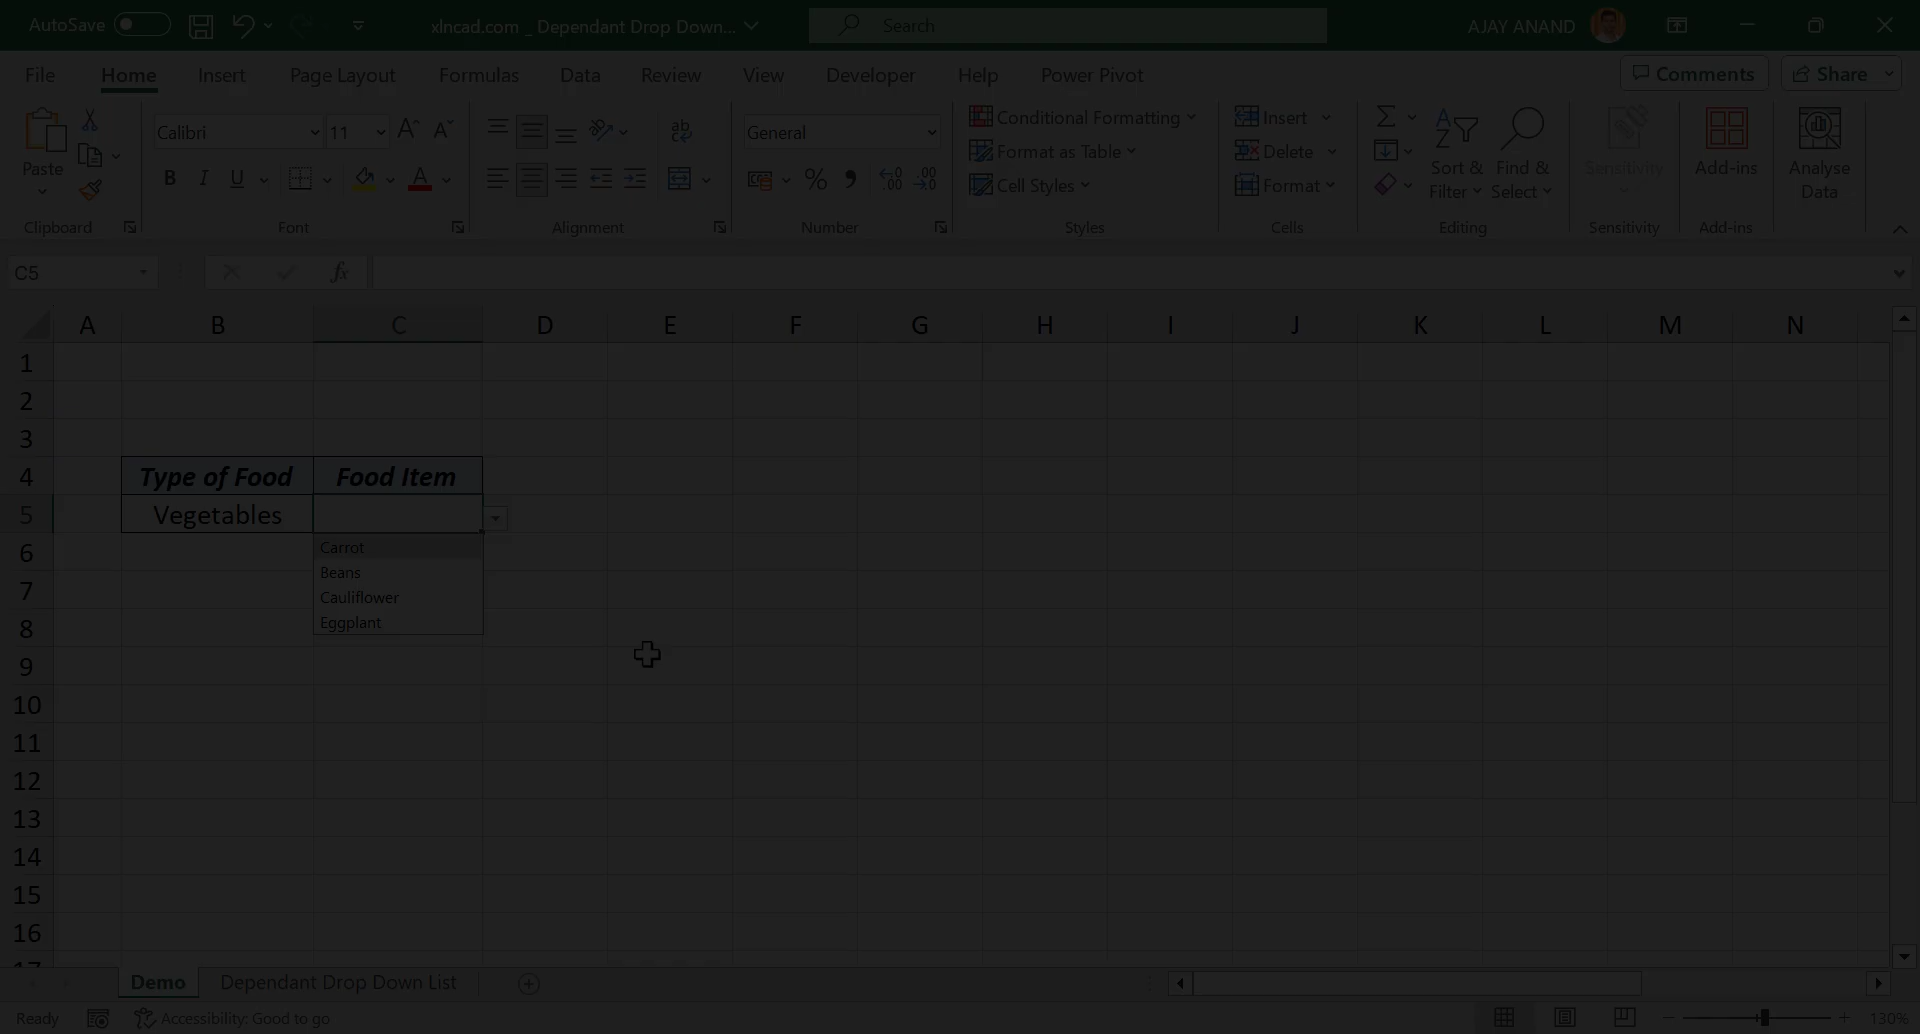 AutoSave
xlncad.com _ Dependant Drop Down...
Search
AJAY ANAND
File Home Insert Page Layout Formulas Data Review View Developer Help Power Pivot
Comments Share
Paste
Clipboard
Calibri 11
B I U
Font
Alignment
General
Number
Conditional Formatting
Format as Table
Cell Styles
Styles
Insert
Delete
Format
Cells
Sort & Filter
Find & Select
Editing
Sensitivity
Sensitivity
Add-ins
Add-ins
Analyse Data
C5
fx
A B C D E F G H I J K L M N
1
2
3
4 Type of Food Food Item
5 Vegetables
Carrot
Beans
Cauliflower
Eggplant
6
7
8
9
10
11
12
13
14
15
16
17
Demo Dependant Drop Down List
Ready Accessibility: Good to go 130%